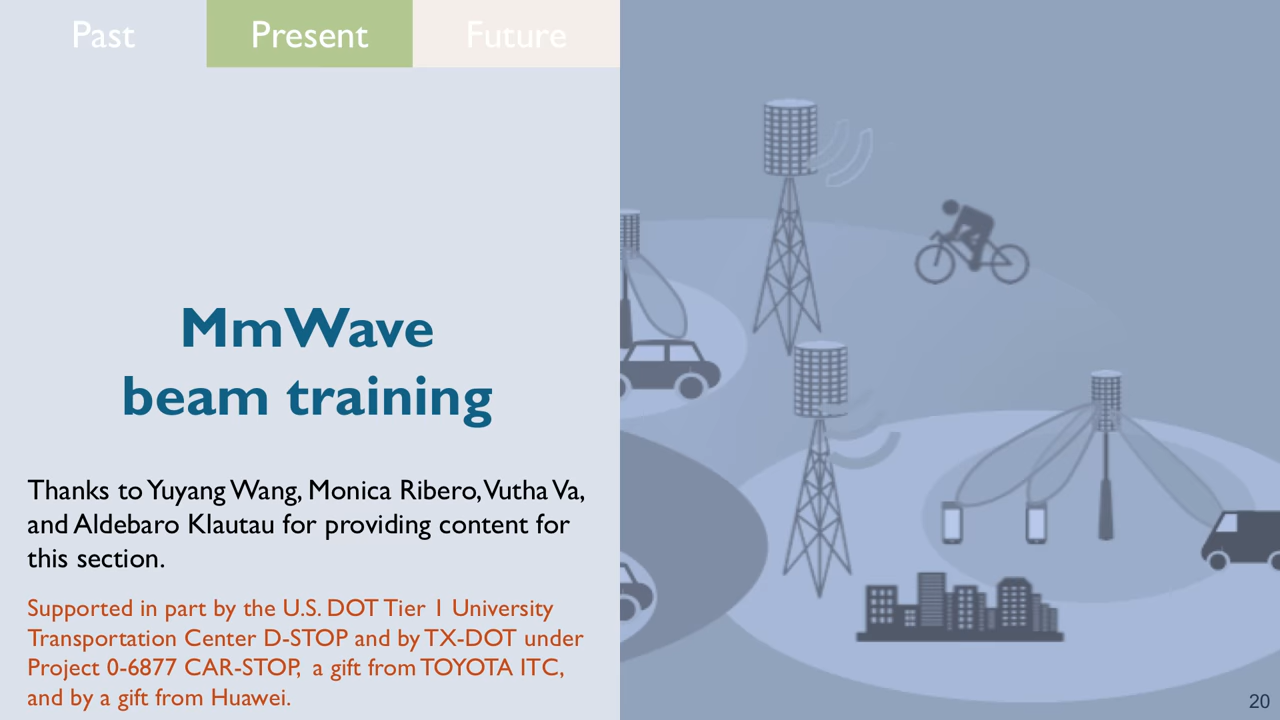 Past
Present
Future
MmWave
beam training
Thanks to Yuyang Wang, Monica Ribero, Vutha Va,
and Aldebaro Klautau for providing content for
this section.
Supported in part by the U.S. DOT Tier 1 University
Transportation Center D-STOP and by TX-DOT under
Project 0-6877 CAR-STOP, a gift from TOYOTA ITC,
and by a gift from Huawei.
20